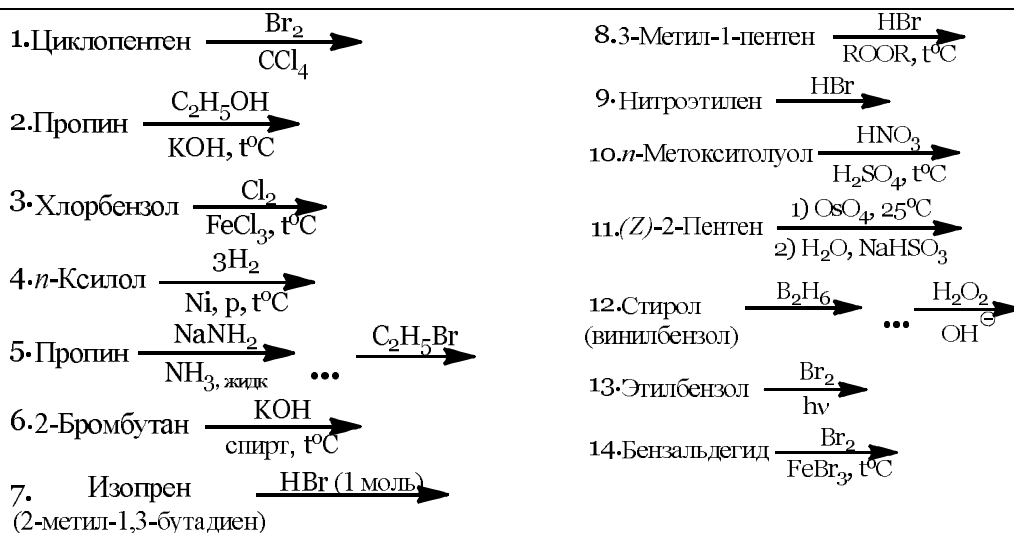 1.Циклопентен Br2
CCl4
2.Пропин C2H5OH
KOH, t°C
3.Хлорбензол Cl2
FeCl3, t°C
4.п-Ксилол 3H2
Ni, p, t°C
5.Пропин NaNH2 ... C2H5Br
NH3, жидк
6.2-Бромбутан KOH
спирт, t°C
7. Изопрен HBr (1 моль)
(2-метил-1,3-бутадиен)
8.3-Метил-1-пентен HBr
ROOR, t°C
9.Нитроэтилен HBr
10.п-Метокситолуол HNO3
H2SO4, t°C
11.(Z)-2-Пентен 1) OsO4, 25°C
2) H2O, NaHSO3
12.Стирол B2H6 ... H2O2
(винилбензол) OH⊖
13.Этилбензол Br2
hν
14.Бензальдегид Br2
FeBr3, t°C